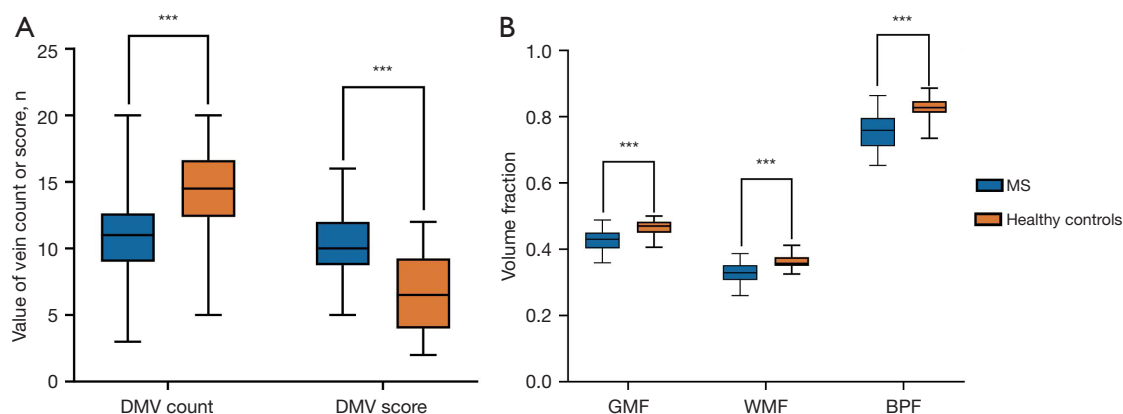 A
Value of vein count or score, n
25
20
15
10
5
0
***
***
DMV count
DMV score
B
Volume fraction
1.0
0.8
0.6
0.4
0.2
0.0
***
***
***
GMF
WMF
BPF
MS
Healthy controls